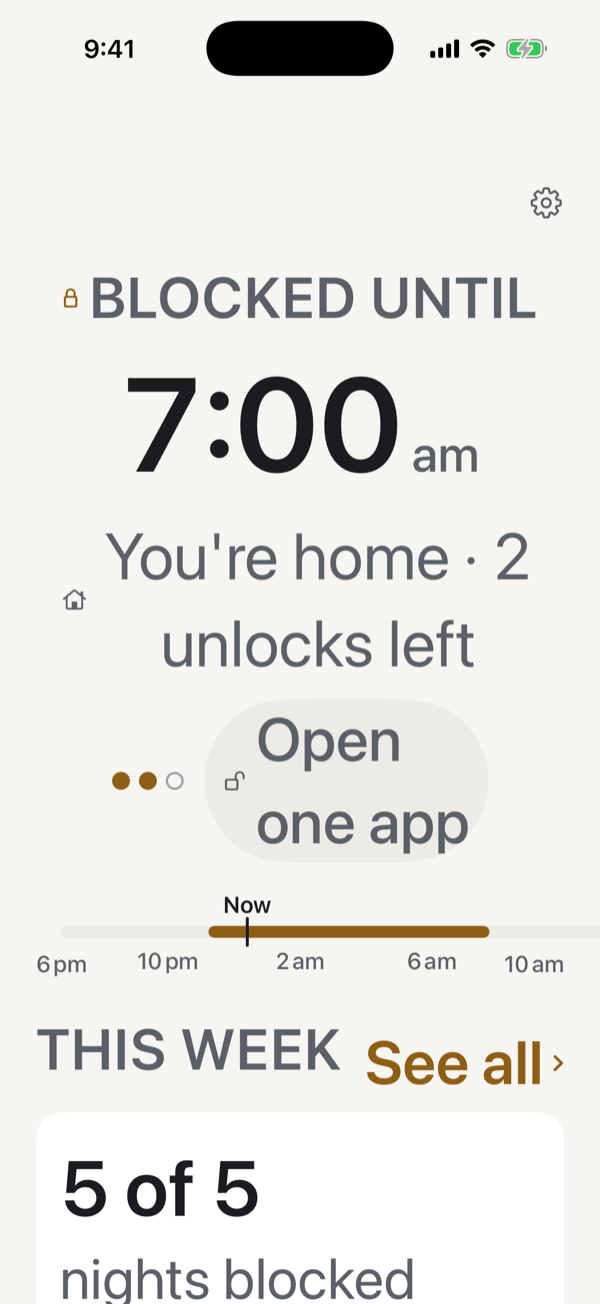 9:41
BLOCKED UNTIL
7:00 am
You're home · 2
unlocks left
Open
one app
Now
6 pm 10 pm 2 am 6 am 10 am
THIS WEEK See all
5 of 5
nights blocked